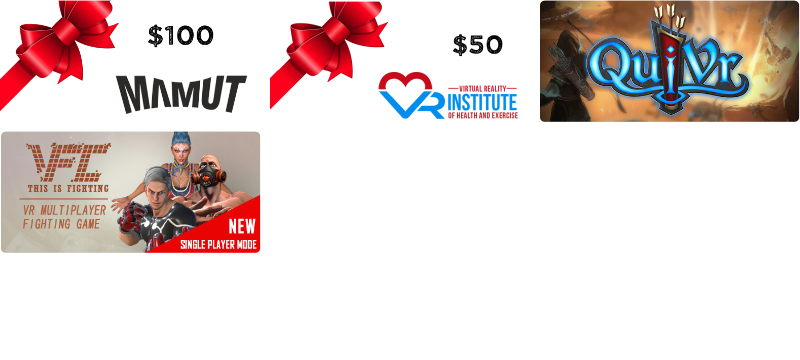 $100
MAMUT
$50
VIRTUAL REALITY
VR INSTITUTE
OF HEALTH AND EXERCISE
QuiVr
VFC
THIS IS FIGHTING
VR MULTIPLAYER
FIGHTING GAME
NEW
SINGLE PLAYER MODE